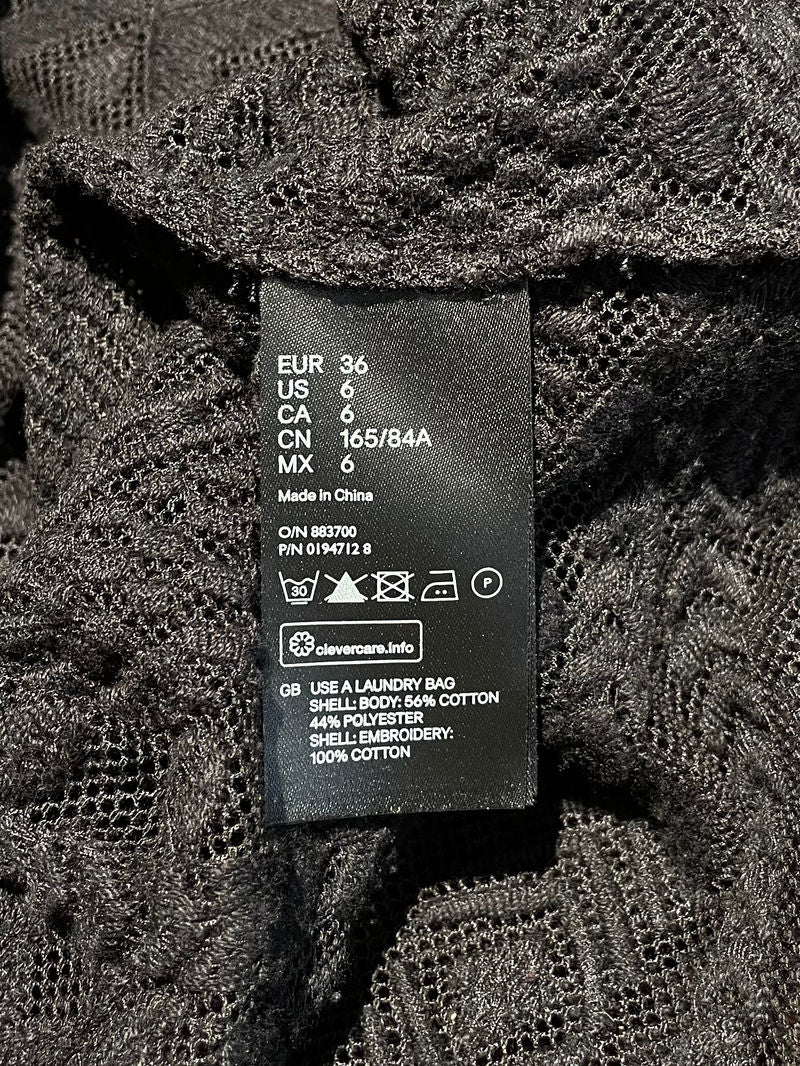 EUR 36
US 6
CA 6
CN 165/84A
MX 6
Made in China
O/N 883700
P/N 0194712 8
30 P
clevercare.info
GB USE A LAUNDRY BAG
SHELL: BODY: 56% COTTON
44% POLYESTER
SHELL: EMBROIDERY:
100% COTTON